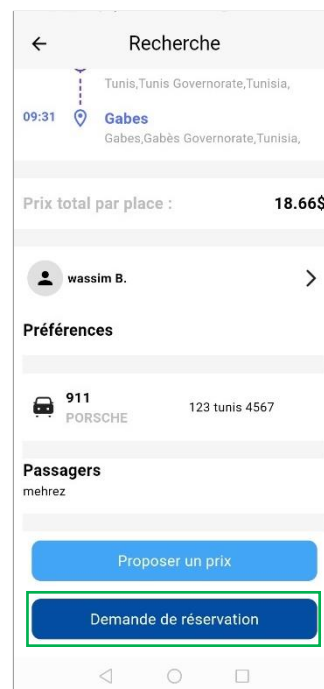 Recherche
Tunis,Tunis Governorate,Tunisia,
09:31 Gabes
Gabes,Gabès Governorate,Tunisia,
Prix total par place : 18.66$
wassim B.
Préférences
911
PORSCHE 123 tunis 4567
Passagers
mehrez
Proposer un prix
Demande de réservation